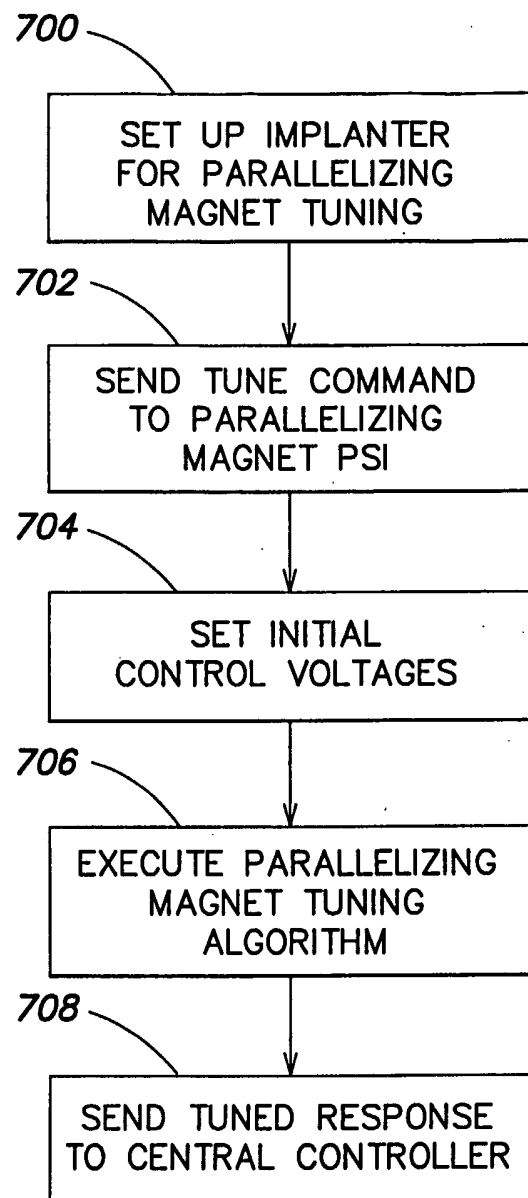 700
SET UP IMPLANTER
FOR PARALLELIZING
MAGNET TUNING
702
SEND TUNE COMMAND
TO PARALLELIZING
MAGNET PSI
704
SET INITIAL
CONTROL VOLTAGES
706
EXECUTE PARALLELIZING
MAGNET TUNING
ALGORITHM
708
SEND TUNED RESPONSE
TO CENTRAL CONTROLLER